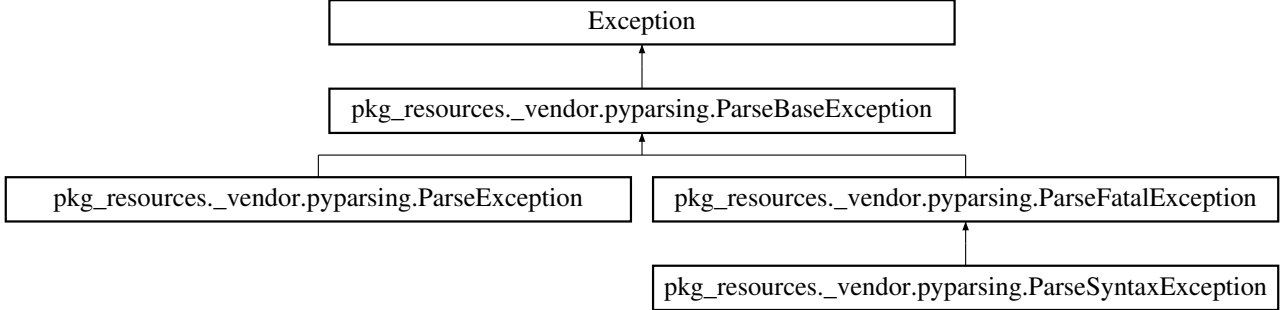 Exception
pkg_resources._vendor.pyparsing.ParseBaseException
pkg_resources._vendor.pyparsing.ParseException
pkg_resources._vendor.pyparsing.ParseFatalException
pkg_resources._vendor.pyparsing.ParseSyntaxException